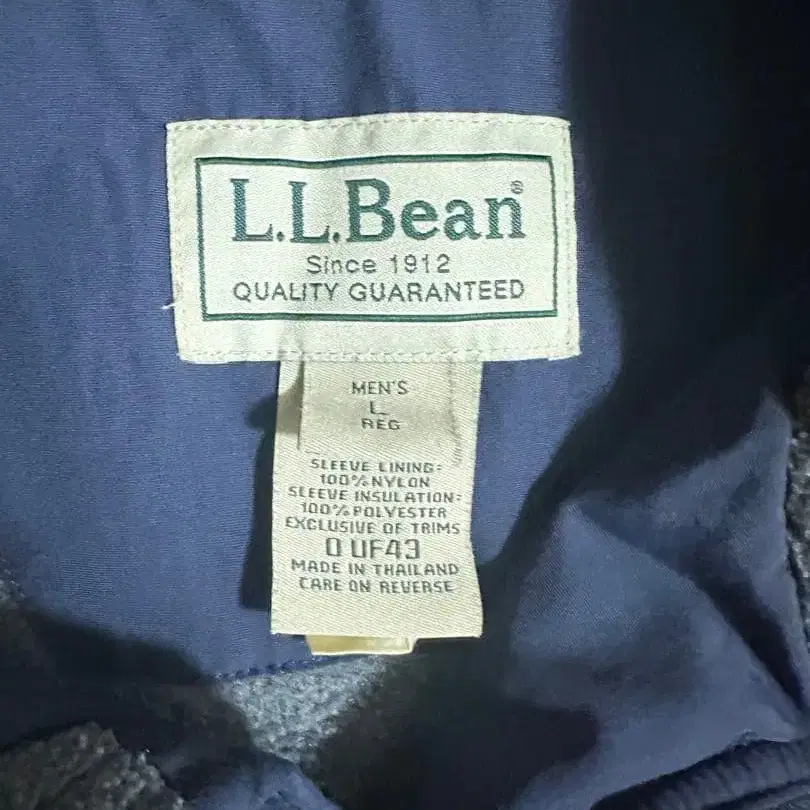 L.L.Bean®
Since 1912
QUALITY GUARANTEED
MEN'S
L
REG
SLEEVE LINING:
100% NYLON
SLEEVE INSULATION:
100% POLYESTER
EXCLUSIVE OF TRIMS
0 UF43
MADE IN THAILAND
CARE ON REVERSE